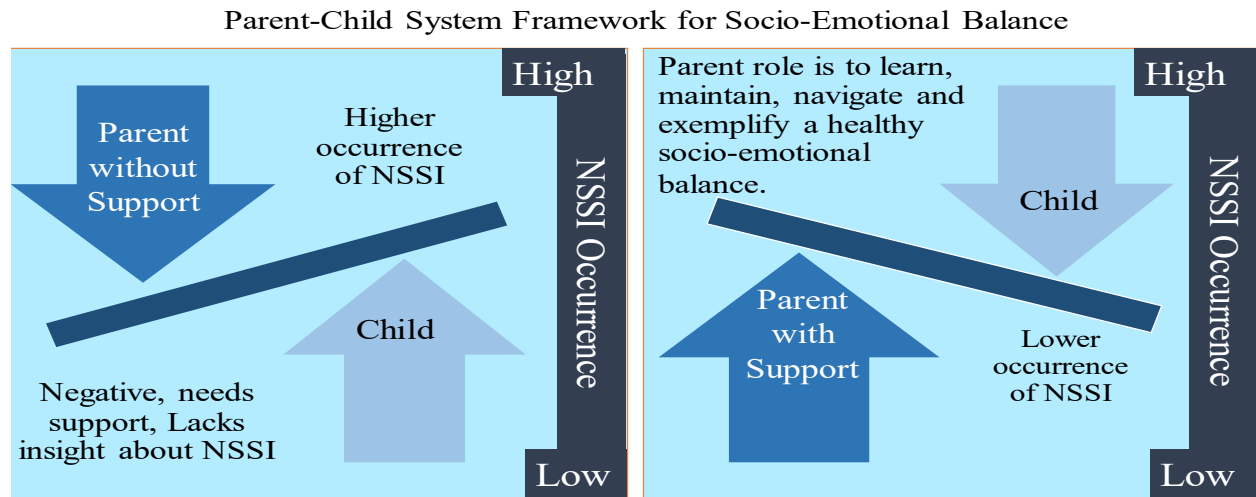 Parent-Child System Framework for Socio-Emotional Balance
High
Parent
without
Support
Higher
occurrence
of NSSI
NSSI Occurrence
Child
Negative, needs
support, Lacks
insight about NSSI
Low
Parent role is to learn,
maintain, navigate and
exemplify a healthy
socio-emotional
balance.
High
Child
NSSI Occurrence
Parent
with
Support
Lower
occurrence
of NSSI
Low